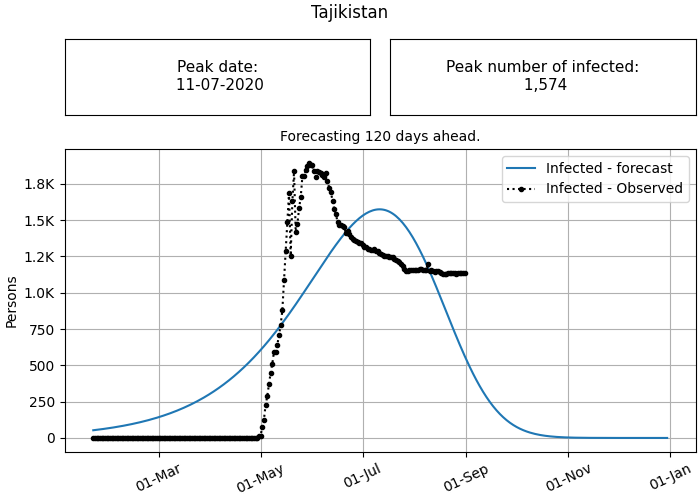 Tajikistan
Peak date:
11-07-2020
Peak number of infected:
1,574
Forecasting 120 days ahead.
Infected - forecast
Infected - Observed
Persons
1.8K
1.5K
1.2K
1.0K
750
500
250
0
01-Mar
01-May
01-Jul
01-Sep
01-Nov
01-Jan